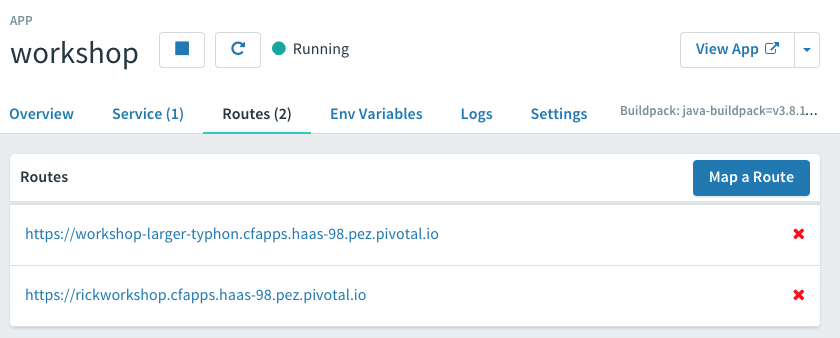 APP
workshop
Running
View App
Overview Service (1) Routes (2) Env Variables Logs Settings Buildpack: java-buildpack=v3.8.1...
Routes
Map a Route
https://workshop-larger-typhon.cfapps.haas-98.pez.pivotal.io
https://rickworkshop.cfapps.haas-98.pez.pivotal.io